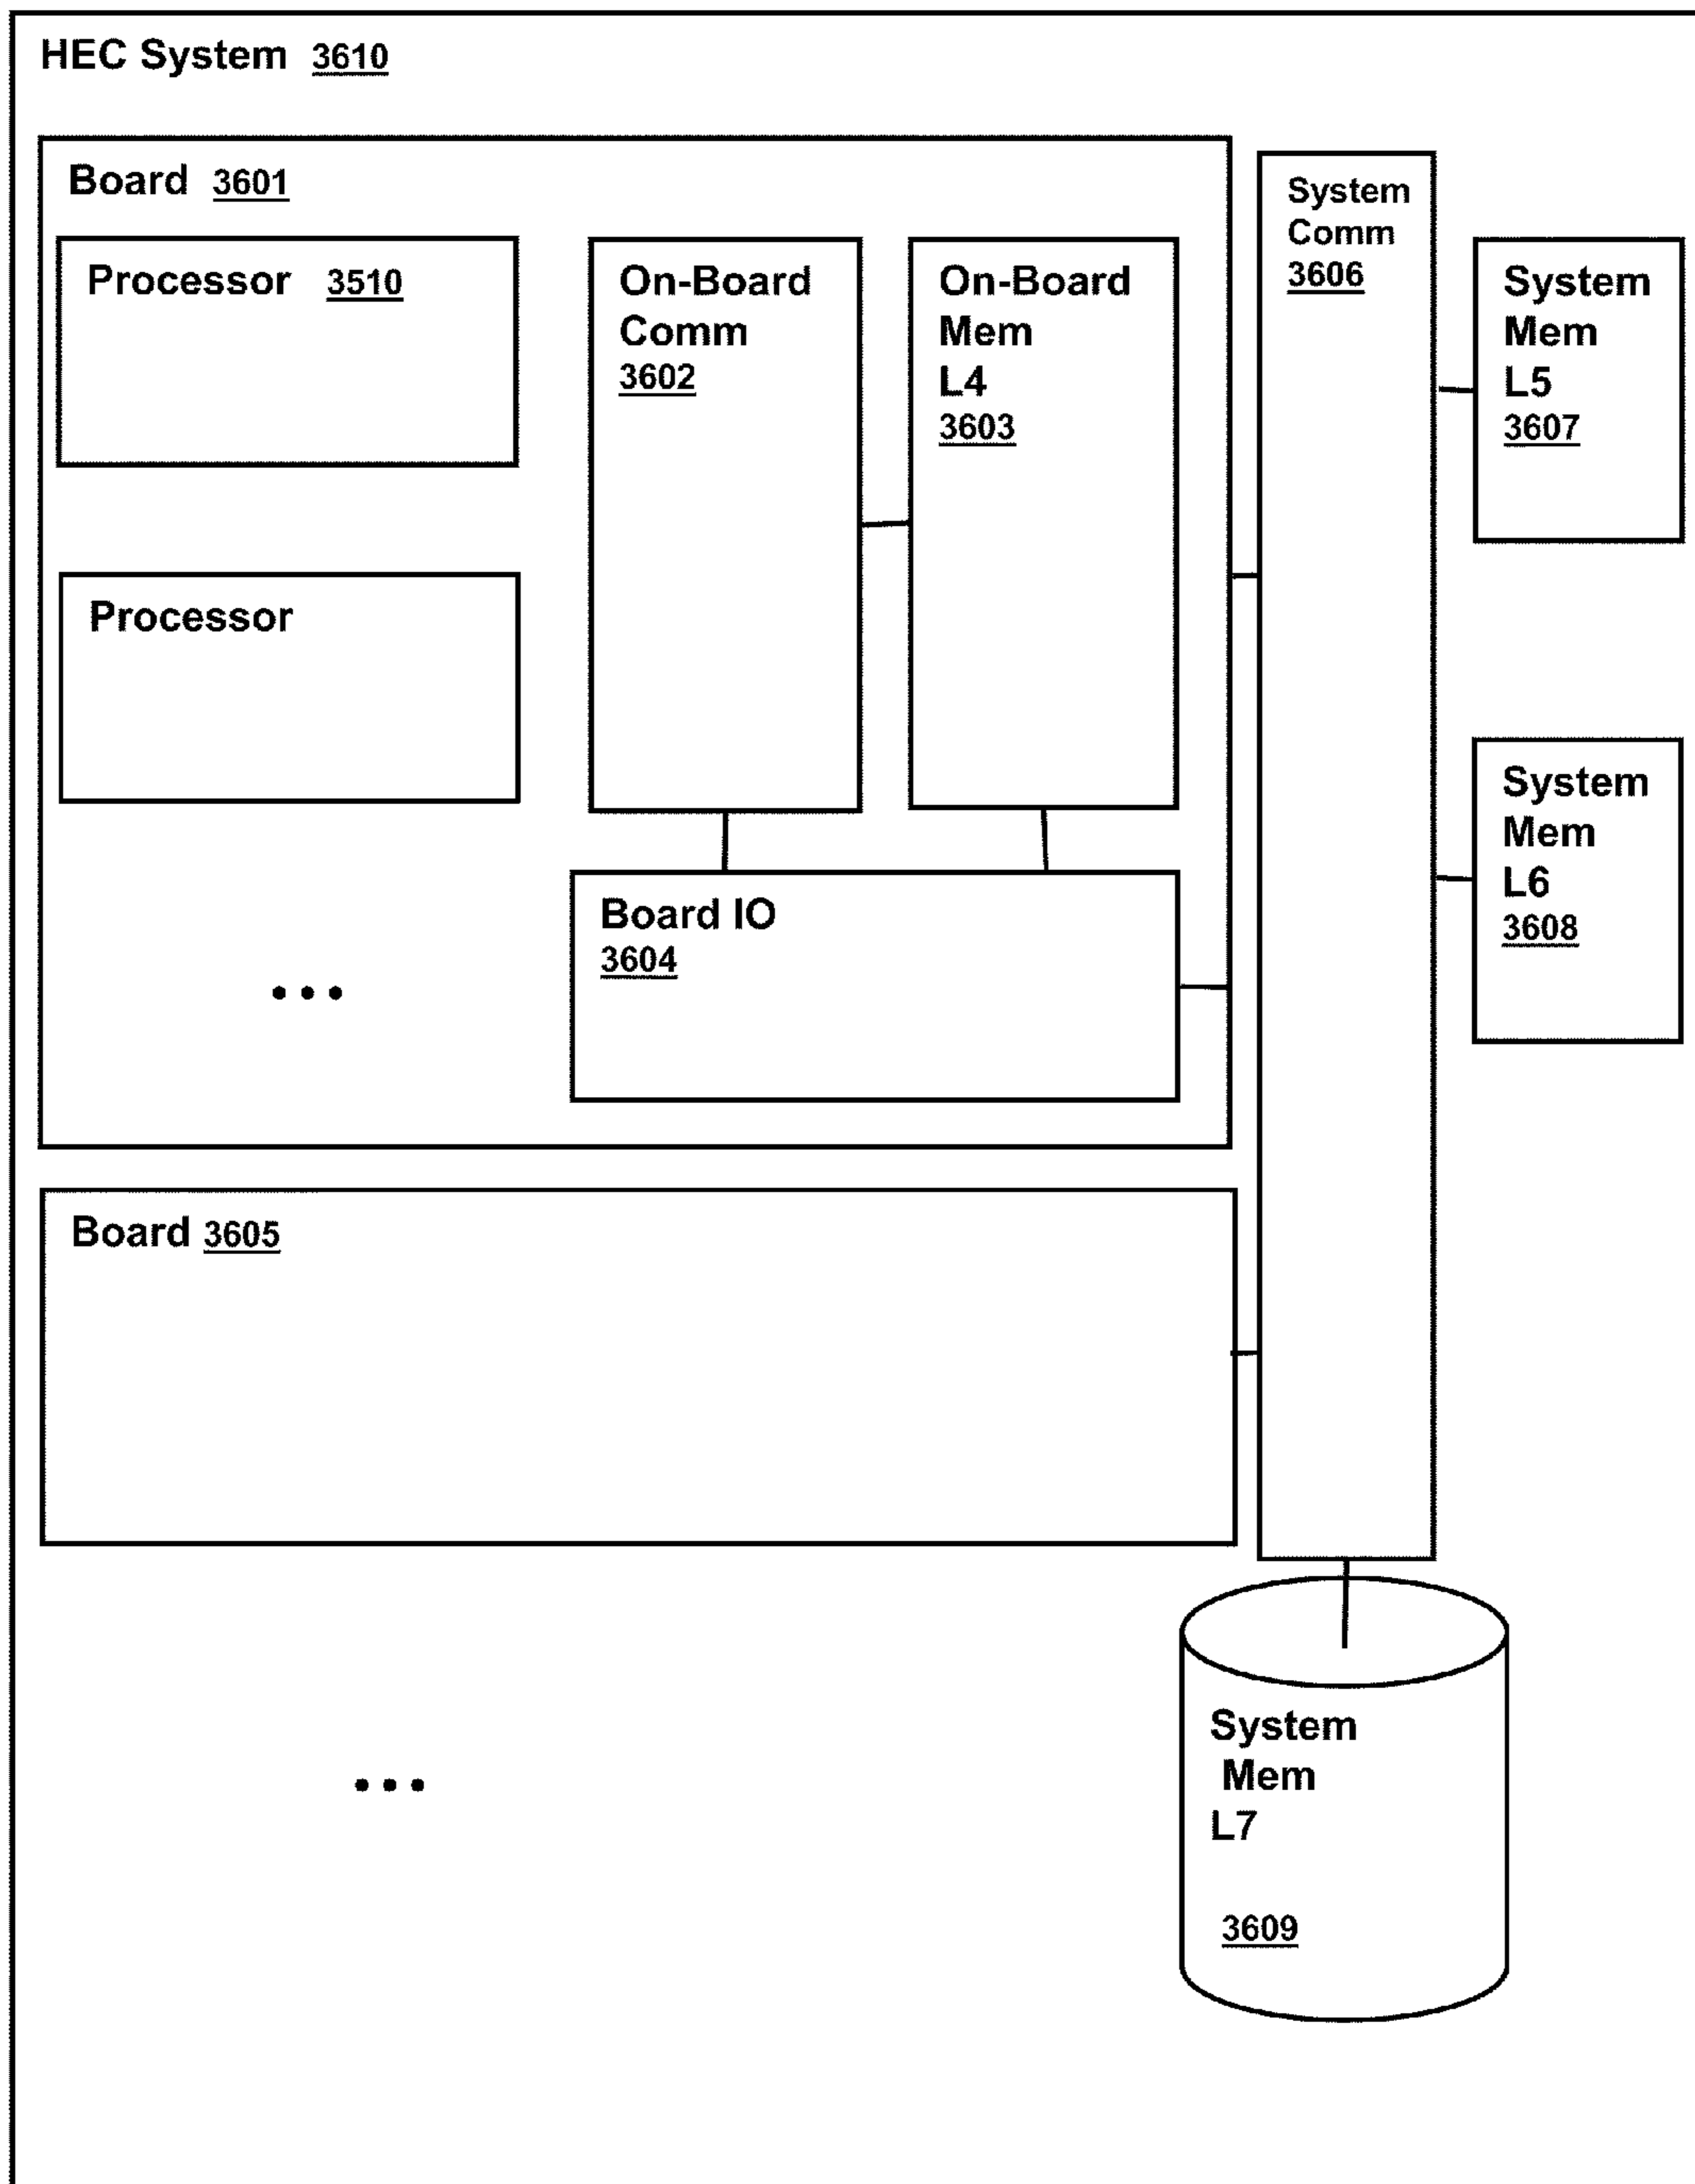 HEC System 3610
Board 3601
Processor 3510
Processor
...
On-Board
Comm
3602
On-Board
Mem
L4
3603
Board IO
3604
System
Comm
3606
System
Mem
L5
3607
System
Mem
L6
3608
Board 3605
...
System
Mem
L7
3609